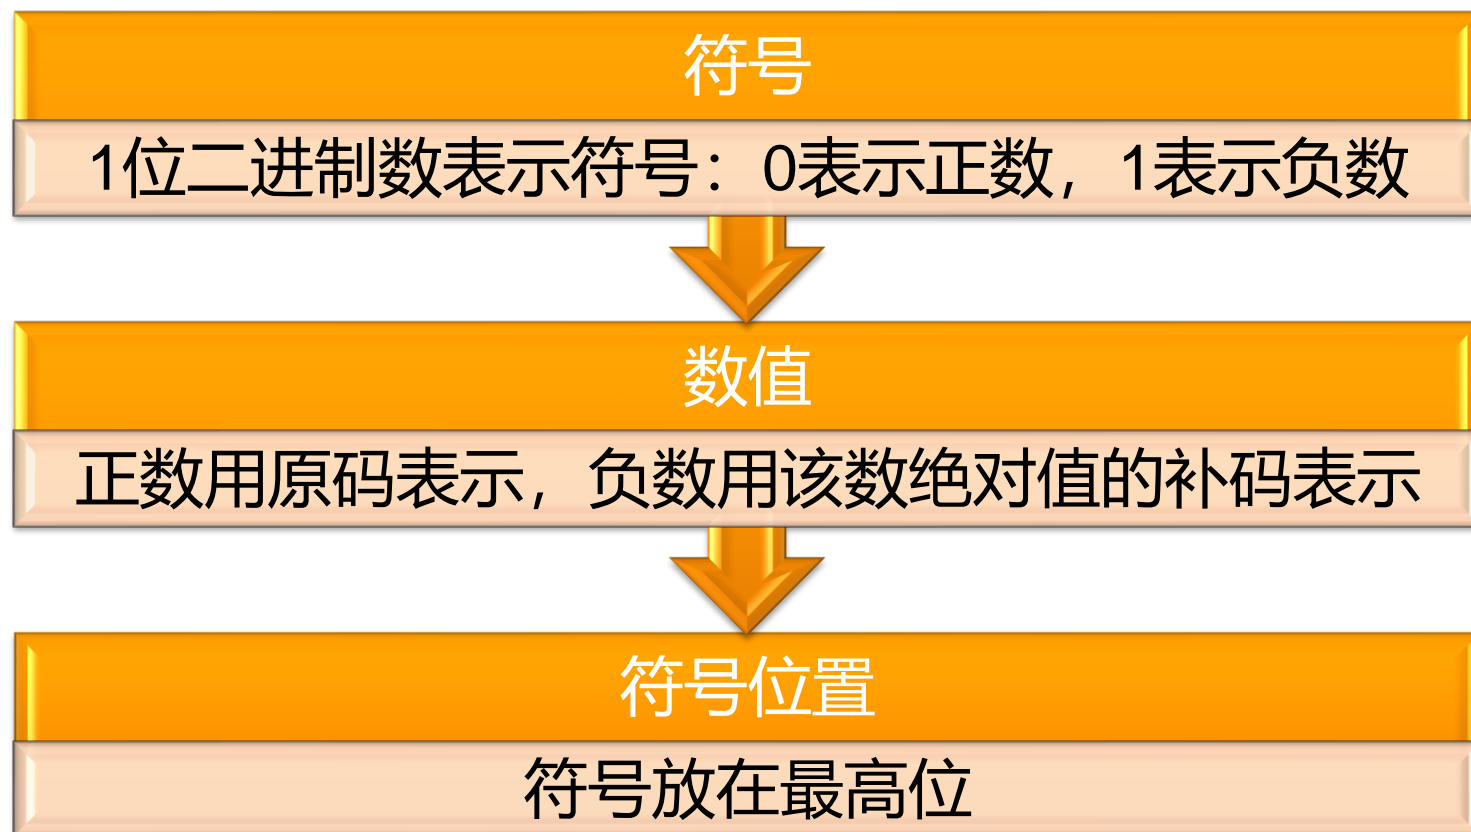 符号
1位二进制数表示符号：0表示正数，1表示负数
数值
正数用原码表示，负数用该数绝对值的补码表示
符号位置
符号放在最高位